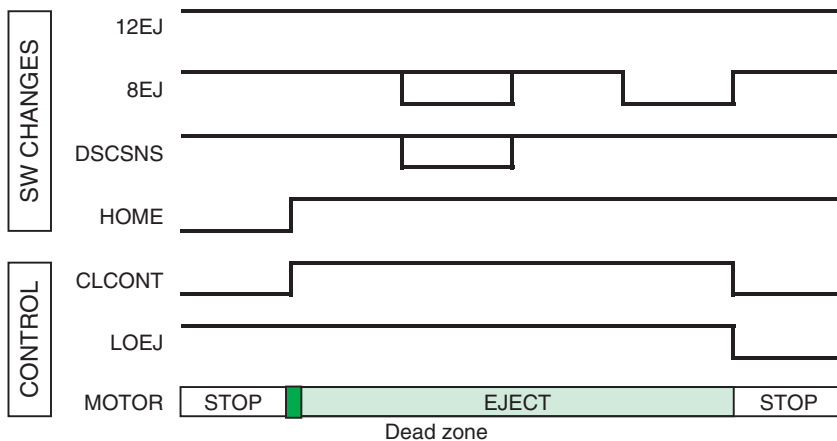 SW CHANGES
12EJ
8EJ
DSCSNS
HOME
CONTROL
CLCONT
LOEJ
MOTOR STOP EJECT STOP
Dead zone